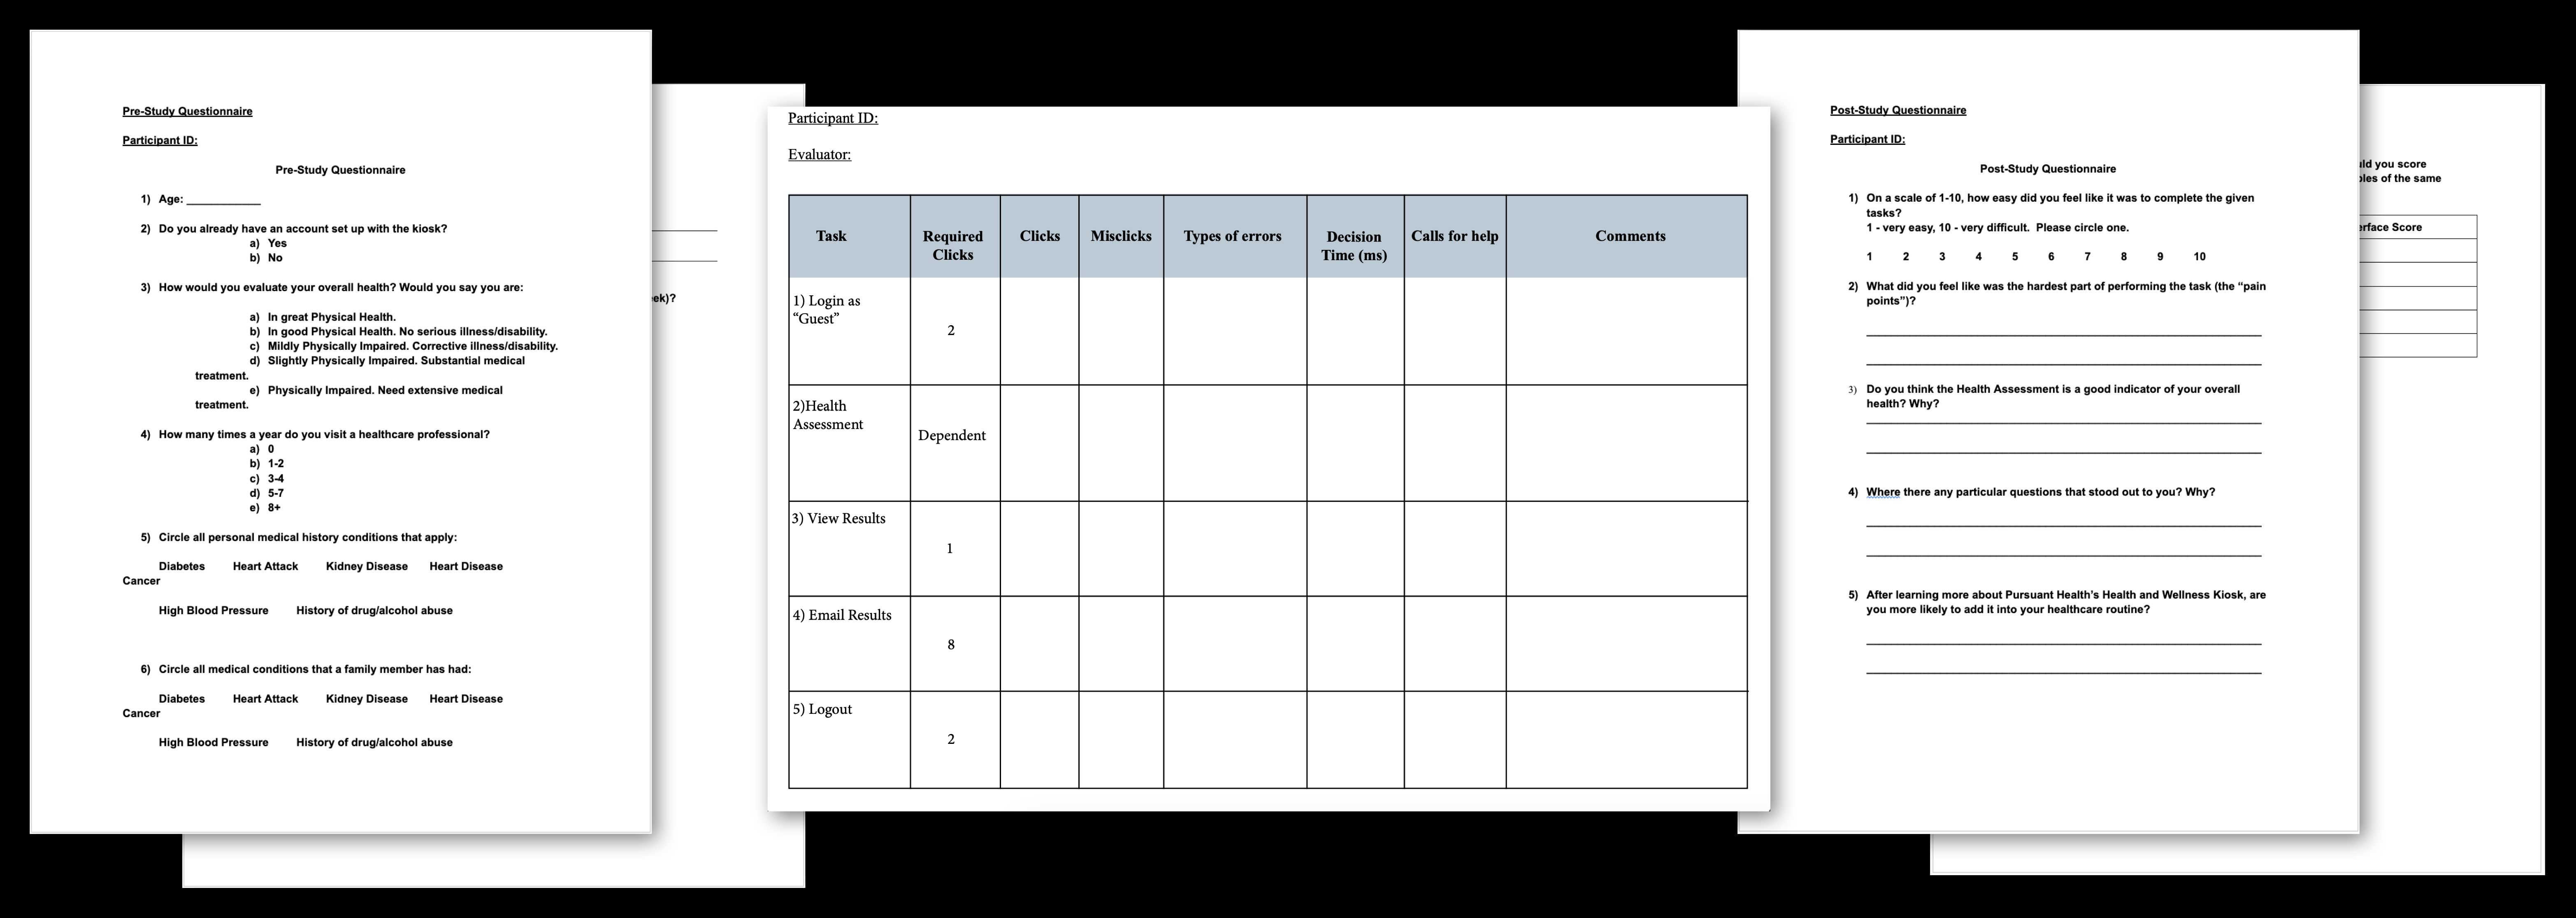 Pre-Study Questionnaire
Participant ID:
Pre-Study Questionnaire
1) Age: ____________
2) Do you already have an account set up with the kiosk?
a) Yes
b) No
3) How would you evaluate your overall health? Would you say you are:
a) In great Physical Health.
b) In good Physical Health. No serious illness/disability.
c) Mildly Physically Impaired. Corrective illness/disability.
d) Slightly Physically Impaired. Substantial medical
treatment.
e) Physically Impaired. Need extensive medical
treatment.
4) How many times a year do you visit a healthcare professional?
a) 0
b) 1-2
c) 3-4
d) 5-7
e) 8+
5) Circle all personal medical history conditions that apply:
Diabetes Heart Attack Kidney Disease Heart Disease
Cancer
High Blood Pressure History of drug/alcohol abuse
6) Circle all medical conditions that a family member has had:
Diabetes Heart Attack Kidney Disease Heart Disease
Cancer
High Blood Pressure History of drug/alcohol abuse
Participant ID:
Evaluator:
Task Required Clicks Clicks Misclicks Types of errors Decision Time (ms) Calls for help Comments
1) Login as
“Guest”
2
2)Health
Assessment
Dependent
3) View Results
1
4) Email Results
8
5) Logout
2
Post-Study Questionnaire
Participant ID:
Post-Study Questionnaire
1) On a scale of 1-10, how easy did you feel like it was to complete the given
tasks?
1 - very easy, 10 - very difficult. Please circle one.
1 2 3 4 5 6 7 8 9 10
2) What did you feel like was the hardest part of performing the task (the “pain
points”)?
3) Do you think the Health Assessment is a good indicator of your overall
health? Why?
4) Where there any particular questions that stood out to you? Why?
5) After learning more about Pursuant Health’s Health and Wellness Kiosk, are
you more likely to add it into your healthcare routine?
you score
of the same
Score